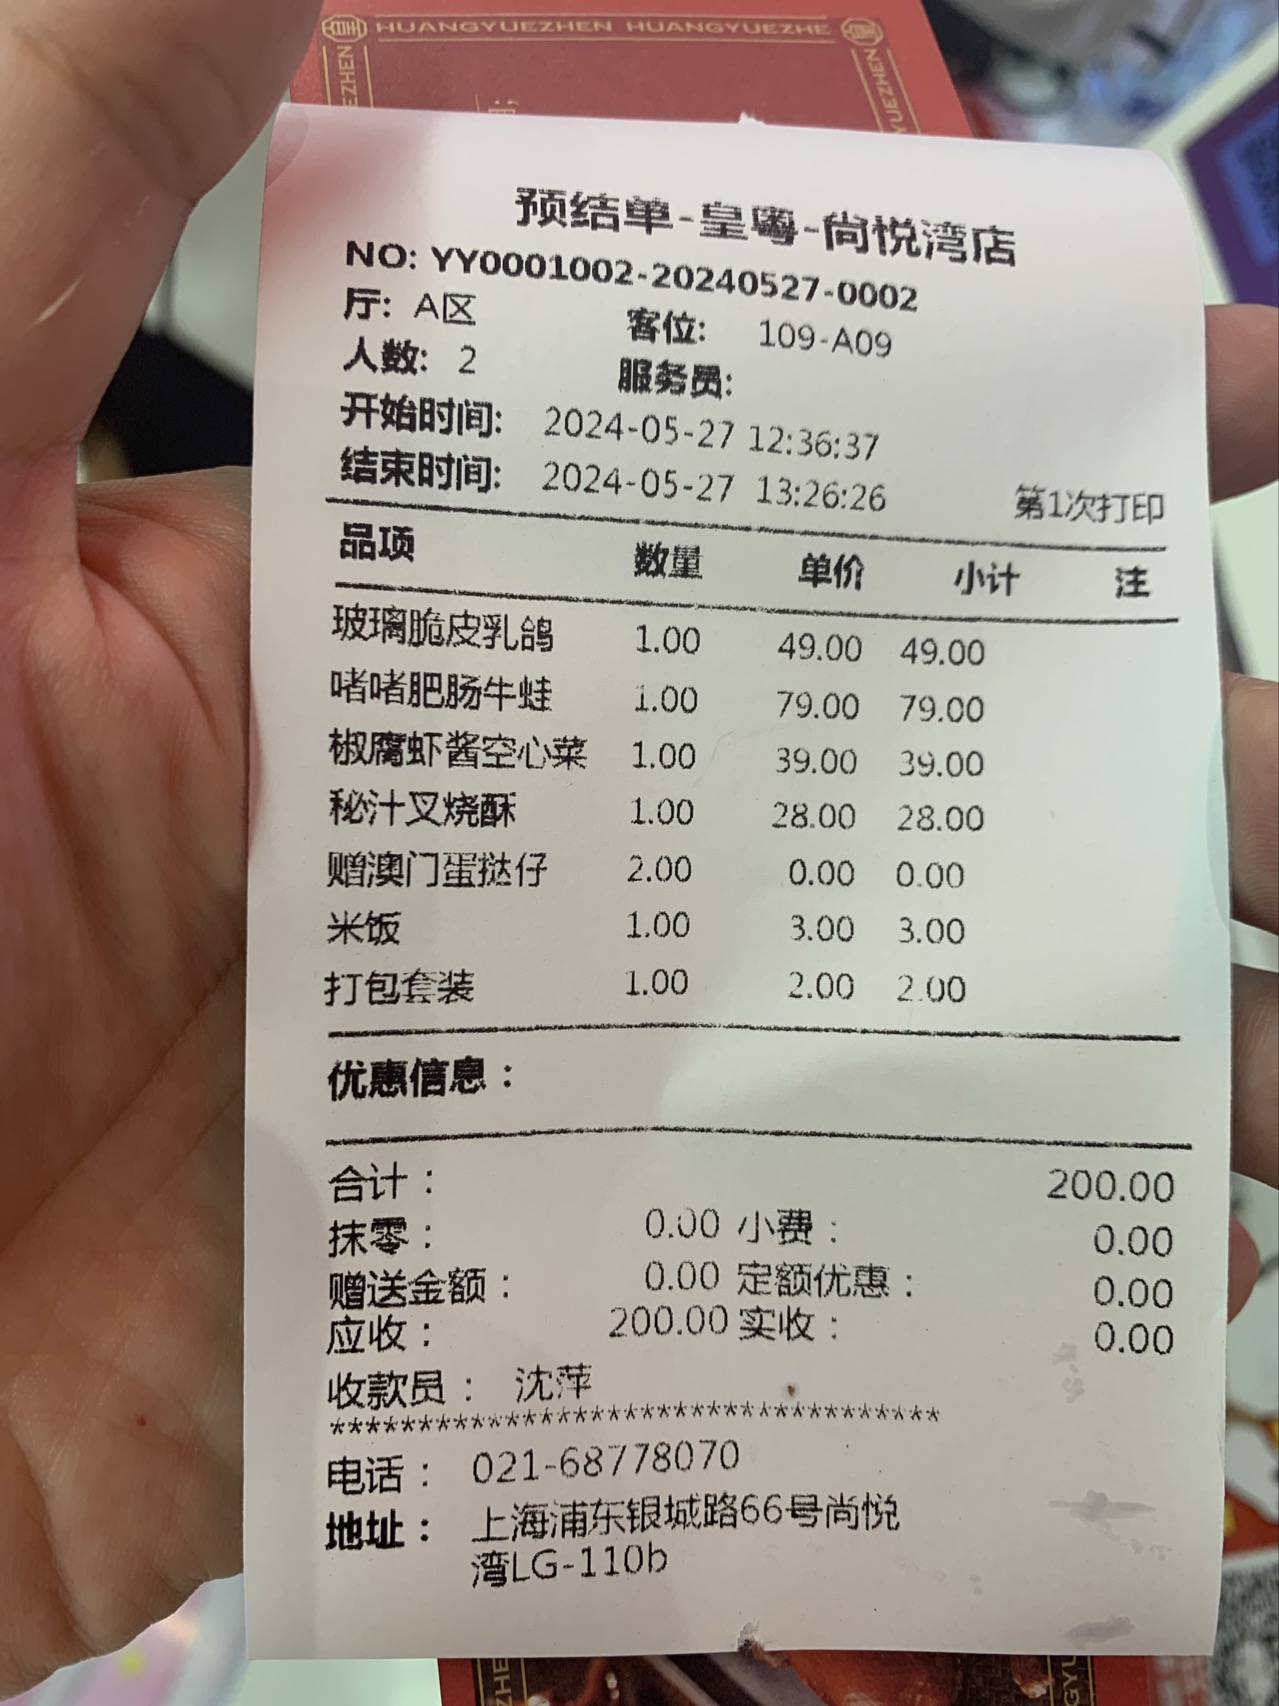 HUANGYUEZHEN HUANGYUEZHE
预结单-皇粤-尚悦湾店
NO: YY0001002-20240527-0002
厅: A区 客位: 109-A09
人数: 2 服务员:
开始时间: 2024-05-27 12:36:37
结束时间: 2024-05-27 13:26:26 第1次打印
品项 数量 单价 小计 注
玻璃脆皮乳鸽 1.00 49.00 49.00
啫啫肥肠牛蛙 1.00 79.00 79.00
椒腐虾酱空心菜 1.00 39.00 39.00
秘汁叉烧酥 1.00 28.00 28.00
赠澳门蛋挞仔 2.00 0.00 0.00
米饭 1.00 3.00 3.00
打包套装 1.00 2.00 2.00
优惠信息：
合计： 200.00
抹零： 0.00 小费： 0.00
赠送金额： 0.00 定额优惠： 0.00
应收： 200.00 实收： 0.00
收款员： 沈萍
***********************************
电话： 021-68778070
地址： 上海浦东银城路66号尚悦
湾LG-110b